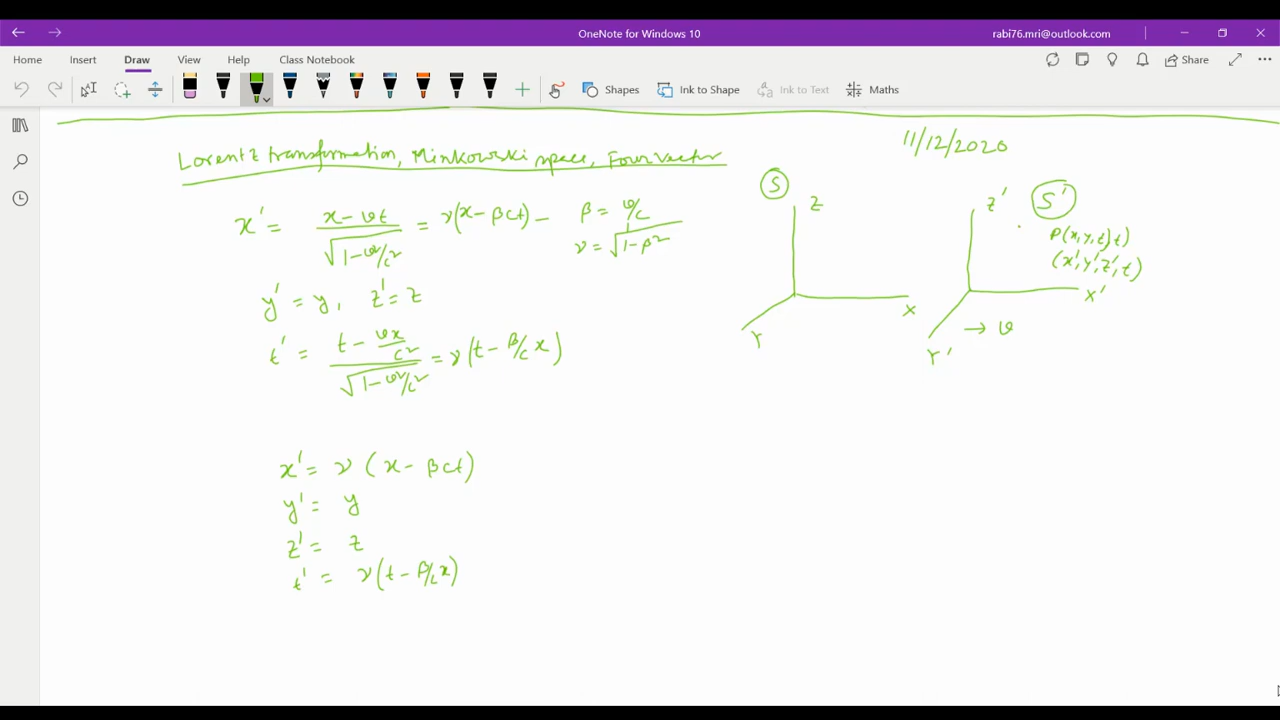 OneNote for Windows 10
rabi76.mri@outlook.com
Home Insert Draw View Help Class Notebook
Share
Shapes Ink to Shape Ink to Text Maths
Lorentz transformation, Minkowski space, Four Vector
11/12/2020
x' = (x - vt)/√(1 - v²/c²) = γ(x - βct) - β = v/c
γ = 1/√(1 - β²)
y' = y, z' = z
t' = (t - vx/c²)/√(1 - v²/c²) = γ(t - β/c x)
x' = γ (x - βct)
y' = y
z' = z
t' = γ(t - β/c x)
S
Z
X
Y
Z' S'
P(x,y,z,t)
(x',y',z',t)
X'
→ v
Y'